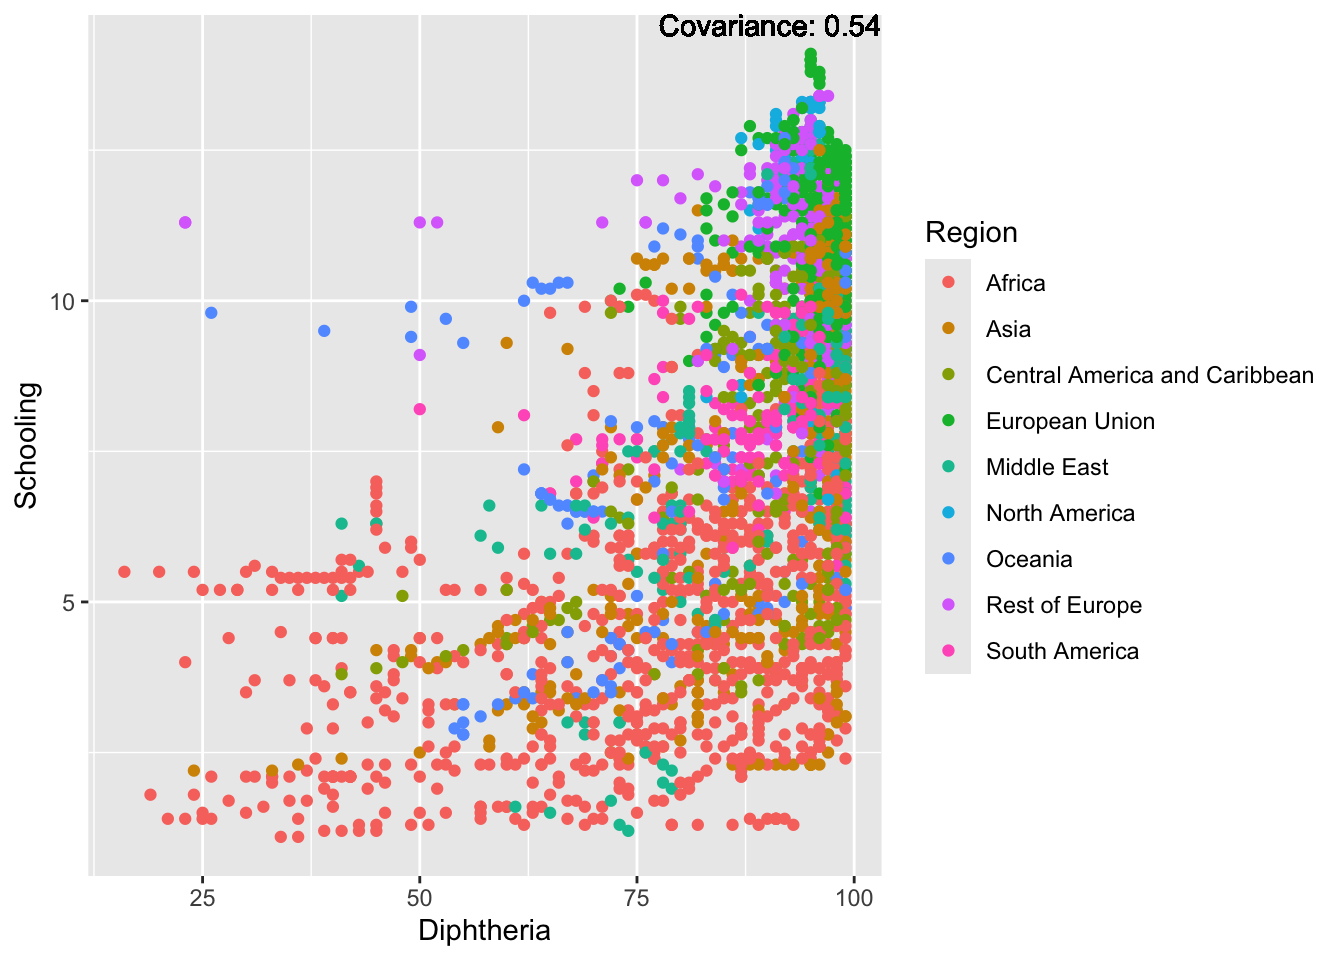 Covariance: 0.54
Schooling
10
5
25 50 75 100
Diphtheria
Region
Africa
Asia
Central America and Caribbean
European Union
Middle East
North America
Oceania
Rest of Europe
South America